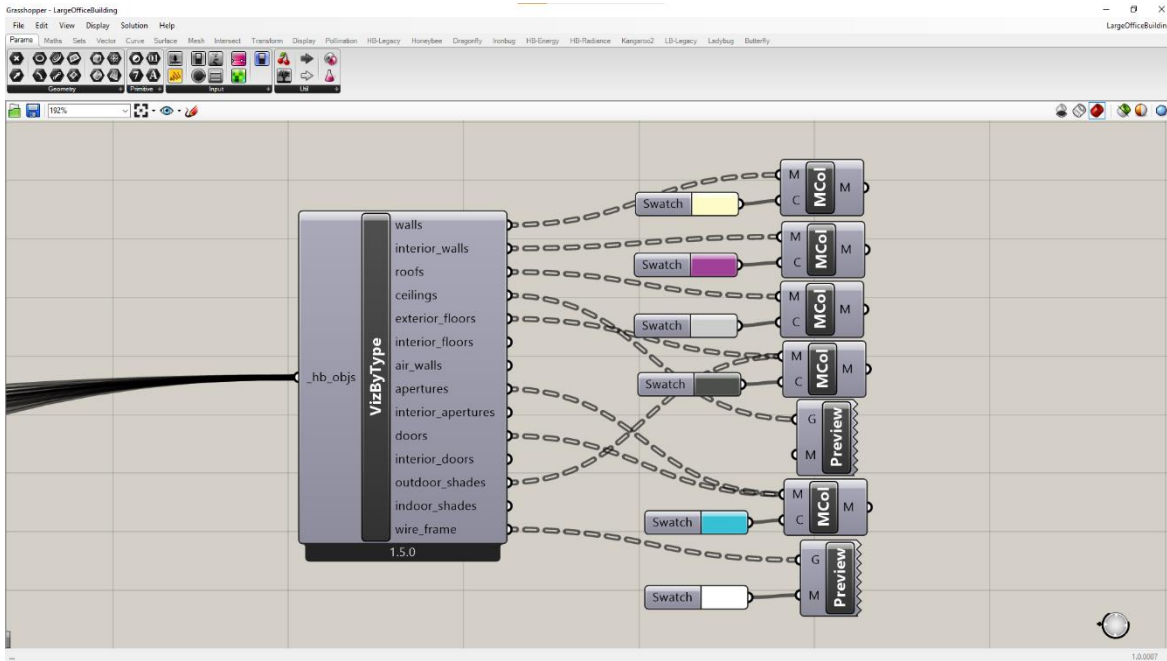 Grasshopper - LargeOfficeBuilding
File Edit View Display Solution Help
LargeOfficeBuildin
Params Maths Sets Vector Curve Surface Mesh Intersect Transform Display Pollination HB-Legacy Honeybee Dragonfly Ironbug HB-Energy HB-Radiance Kangaroo2 LB-Legacy Ladybug Butterfly
Geometry + Primitive + Input + Util +
192%
M MCol M
C
Swatch
walls
interior_walls
M MCol M
C
Swatch
roofs
ceilings
M MCol M
C
Swatch
exterior_floors
interior_floors
M MCol M
C
Swatch
air_walls
_hb_objs VizByType
apertures
interior_apertures
G Preview
M
doors
interior_doors
outdoor_shades
M MCol M
C
Swatch
indoor_shades
wire_frame
1.5.0
G Preview
M
Swatch
1.0.0007